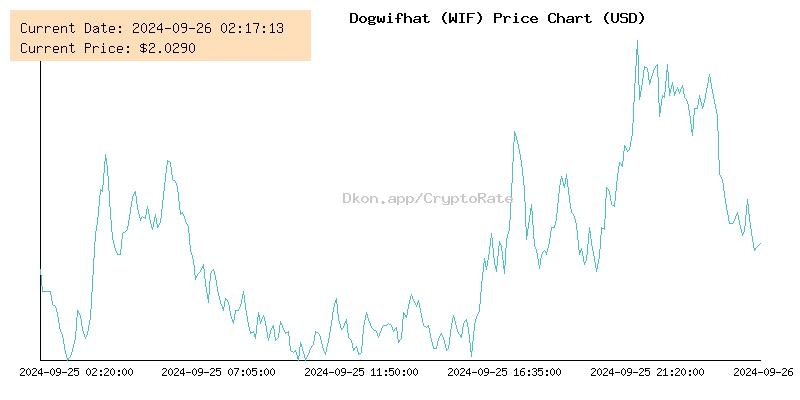 Dogwifhat (WIF) Price Chart (USD)
Current Date: 2024-09-26 02:17:13
Current Price: $2.0290
Dkon.app/CryptoRate
2024-09-25 02:20:00
2024-09-25 07:05:00
2024-09-25 11:50:00
2024-09-25 16:35:00
2024-09-25 21:20:00
2024-09-26